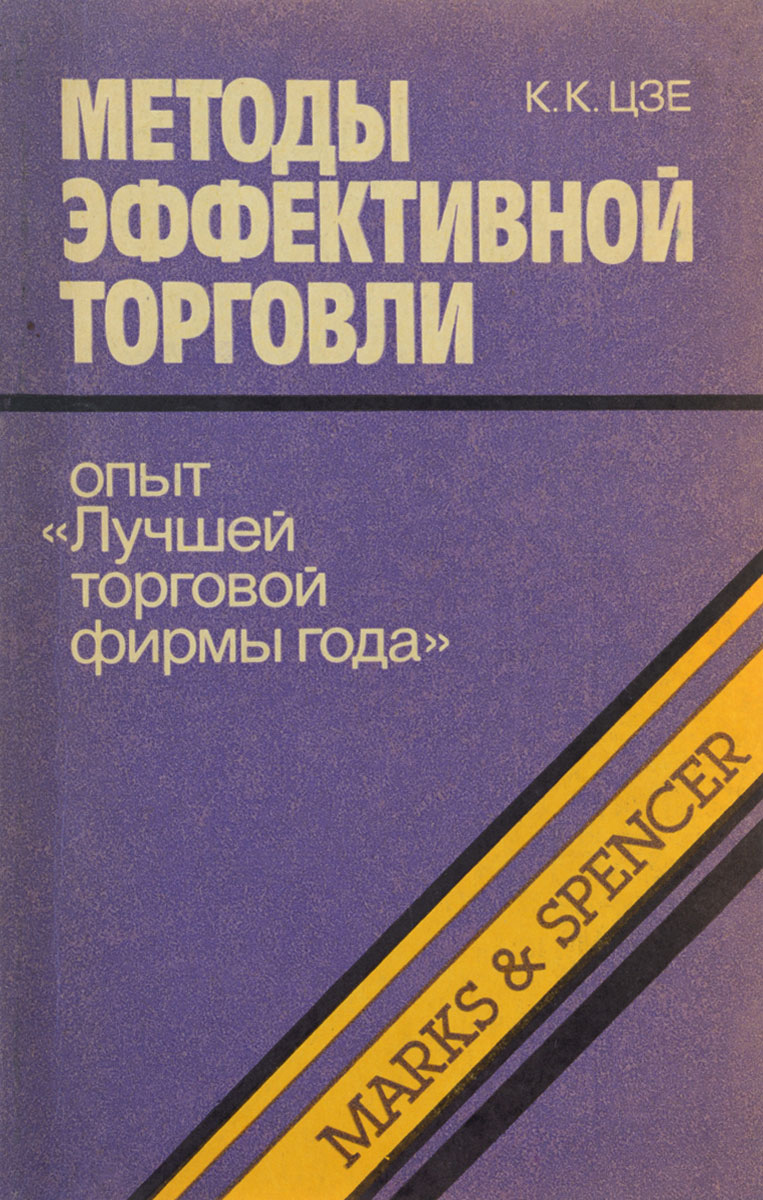 К. К. ЦЗЕ
МЕТОДЫ
ЭФФЕКТИВНОЙ
ТОРГОВЛИ
опыт
«Лучшей
торговой
фирмы года»
MARKS & SPENCER